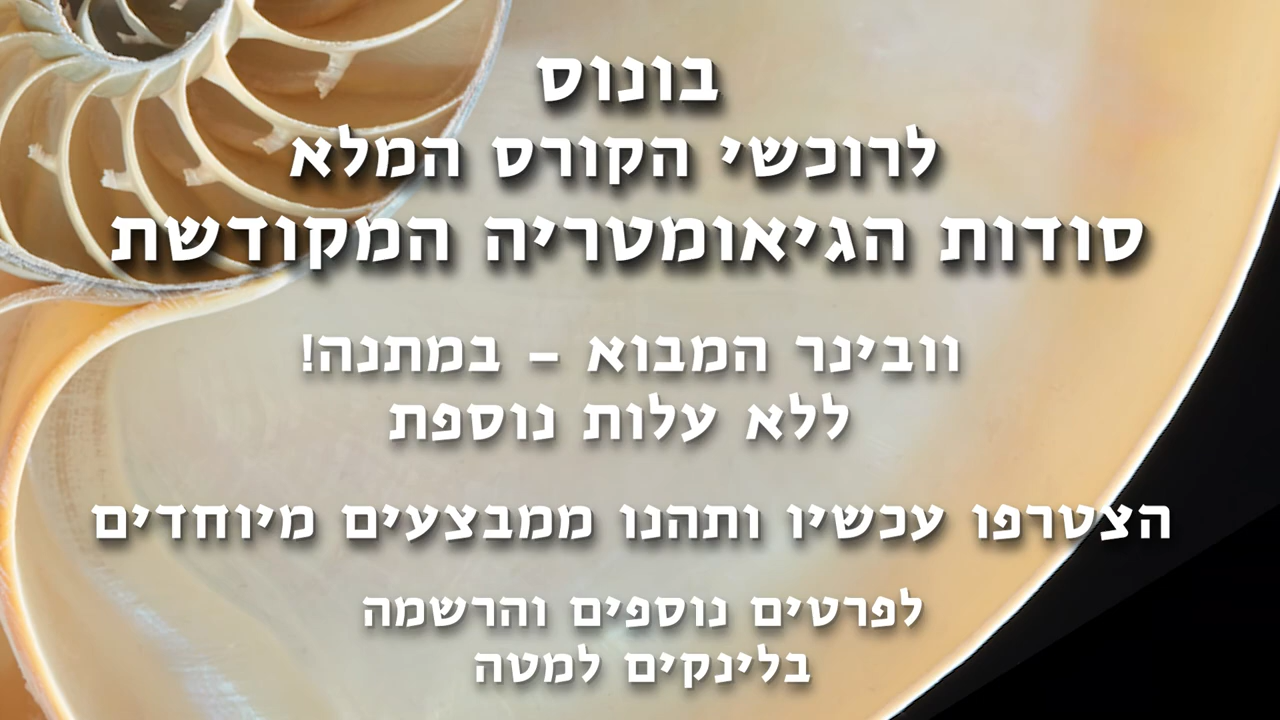 בונוס
לרוכשי הקורס המלא
סודות הגיאומטריה המקודשת
וובינר המבוא – במתנה!
ללא עלות נוספת
הצטרפו עכשיו ותהנו ממבצעים מיוחדים
לפרטים נוספים והרשמה
בלינקים למטה